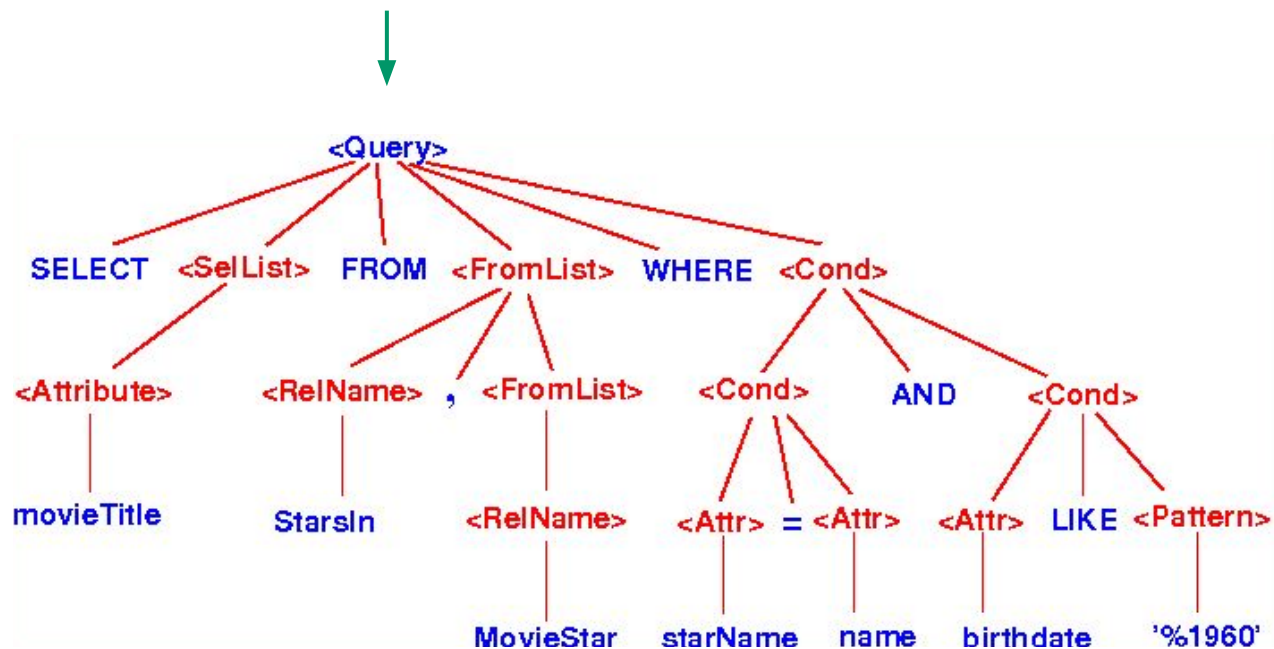 <Query>
SELECT <SelList> FROM <FromList> WHERE <Cond>
<Attribute> <RelName> , <FromList> <Cond> AND <Cond>
movieTitle StarsIn <RelName> <Attr> = <Attr> <Attr> LIKE <Pattern>
MovieStar starName name birthdate '%1960'